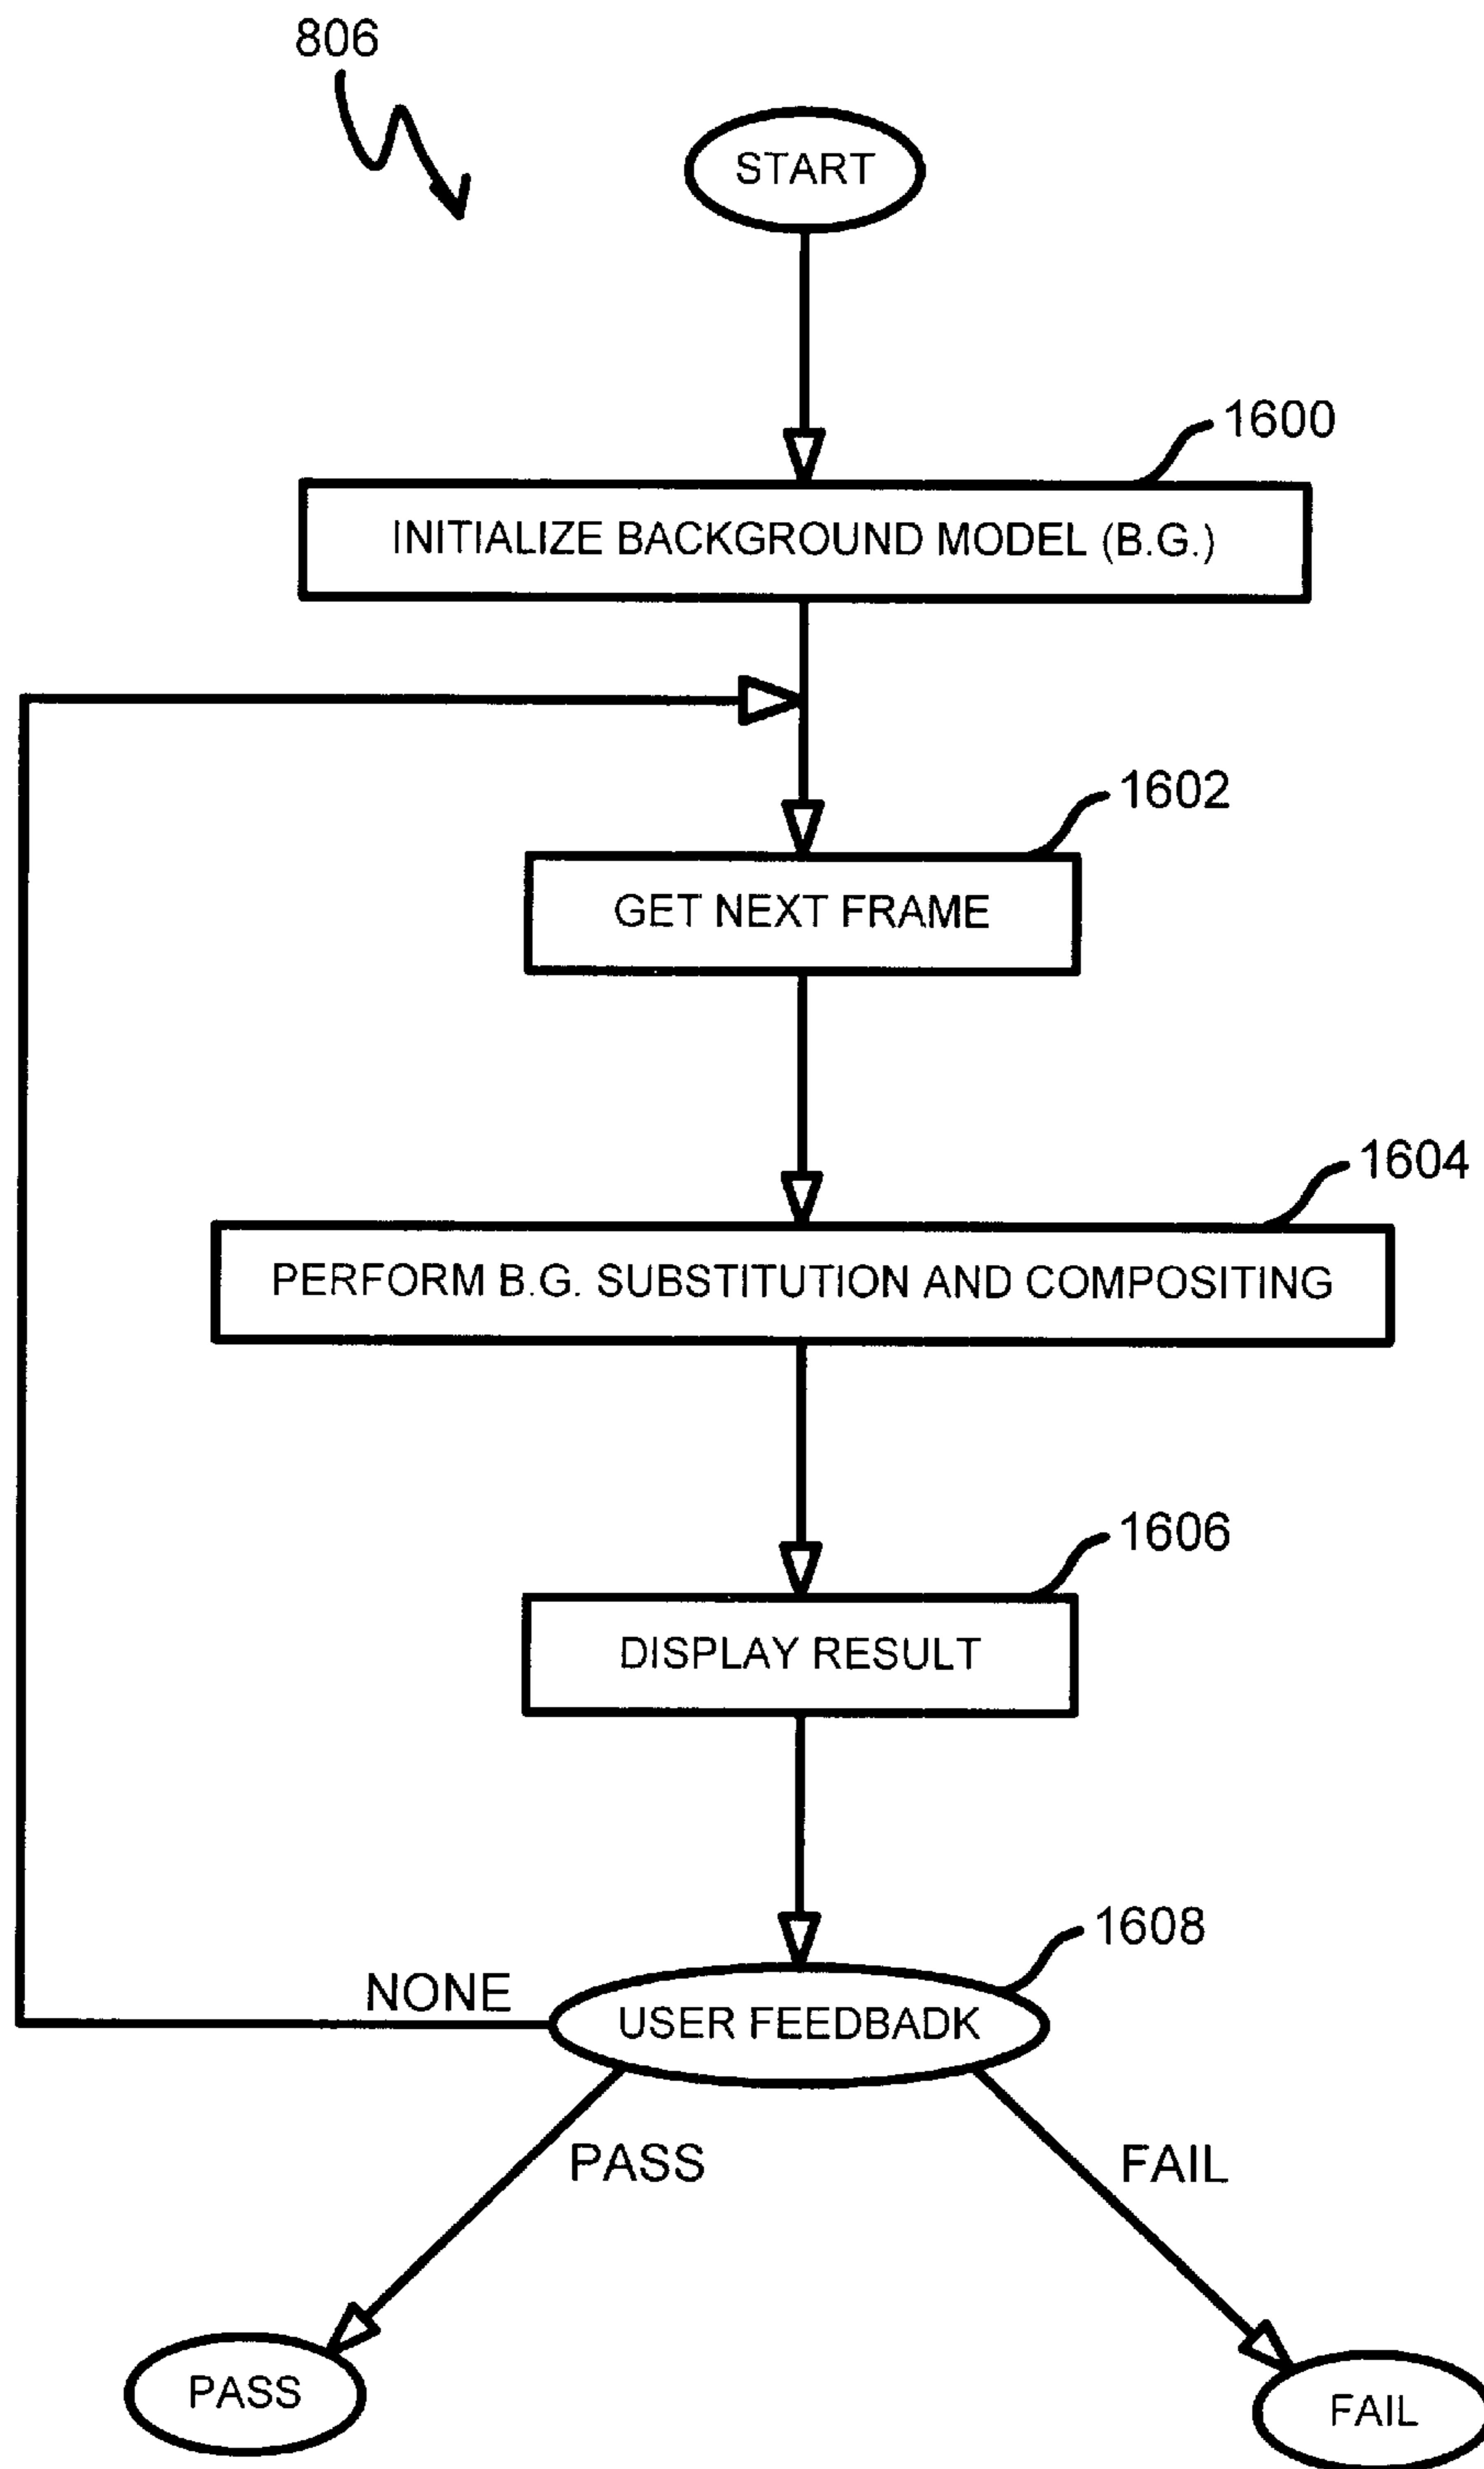 806
START
1600
INITIALIZE BACKGROUND MODEL (B.G.)
1602
GET NEXT FRAME
1604
PERFORM B.G. SUBSTITUTION AND COMPOSITING
1606
DISPLAY RESULT
1608
NONE
USER FEEDBADK
PASS
FAIL
PASS
FAIL